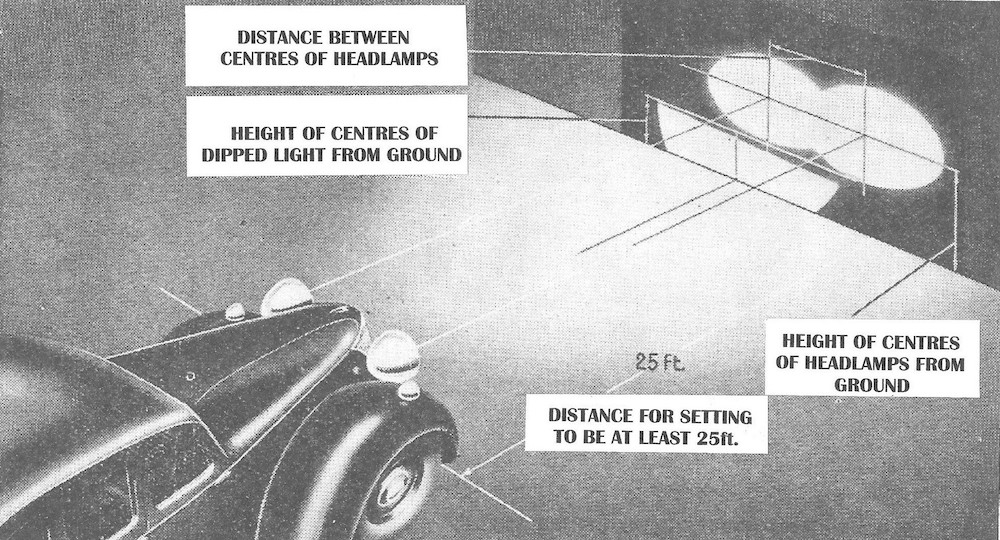 DISTANCE BETWEEN
CENTRES OF HEADLAMPS
HEIGHT OF CENTRES OF
DIPPED LIGHT FROM GROUND
25 ft.
HEIGHT OF CENTRES
OF HEADLAMPS FROM
GROUND
DISTANCE FOR SETTING
TO BE AT LEAST 25ft.